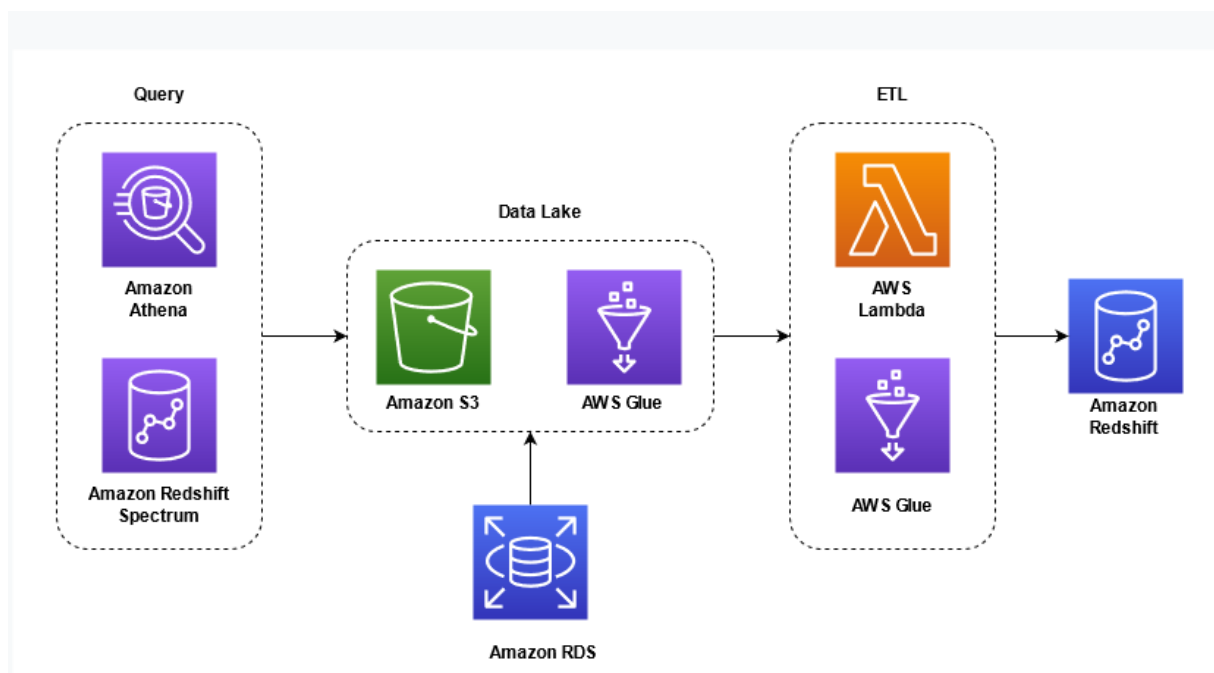 Query
ETL
Amazon
Athena
Data Lake
AWS
Lambda
Amazon S3
AWS Glue
Amazon
Redshift
Amazon Redshift
Spectrum
AWS Glue
Amazon RDS